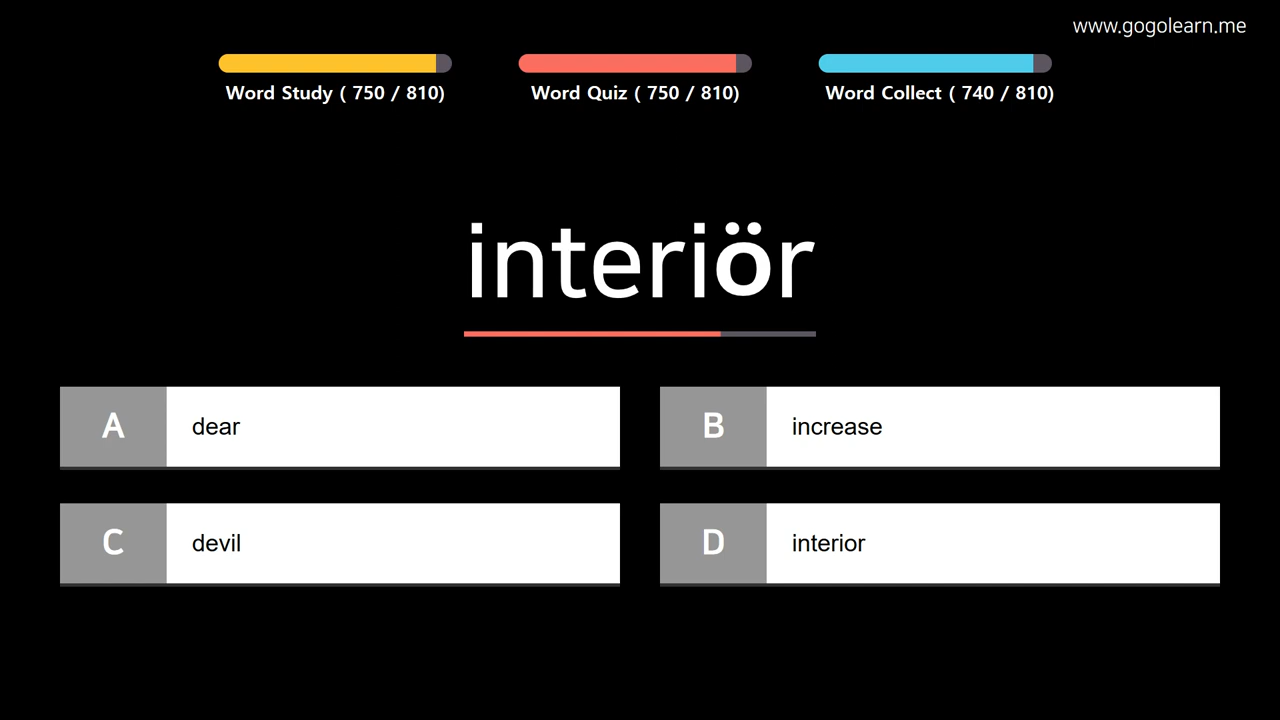 www.gogolearn.me
Word Study ( 750 / 810)
Word Quiz ( 750 / 810)
Word Collect ( 740 / 810)
interiör
A dear
B increase
C devil
D interior